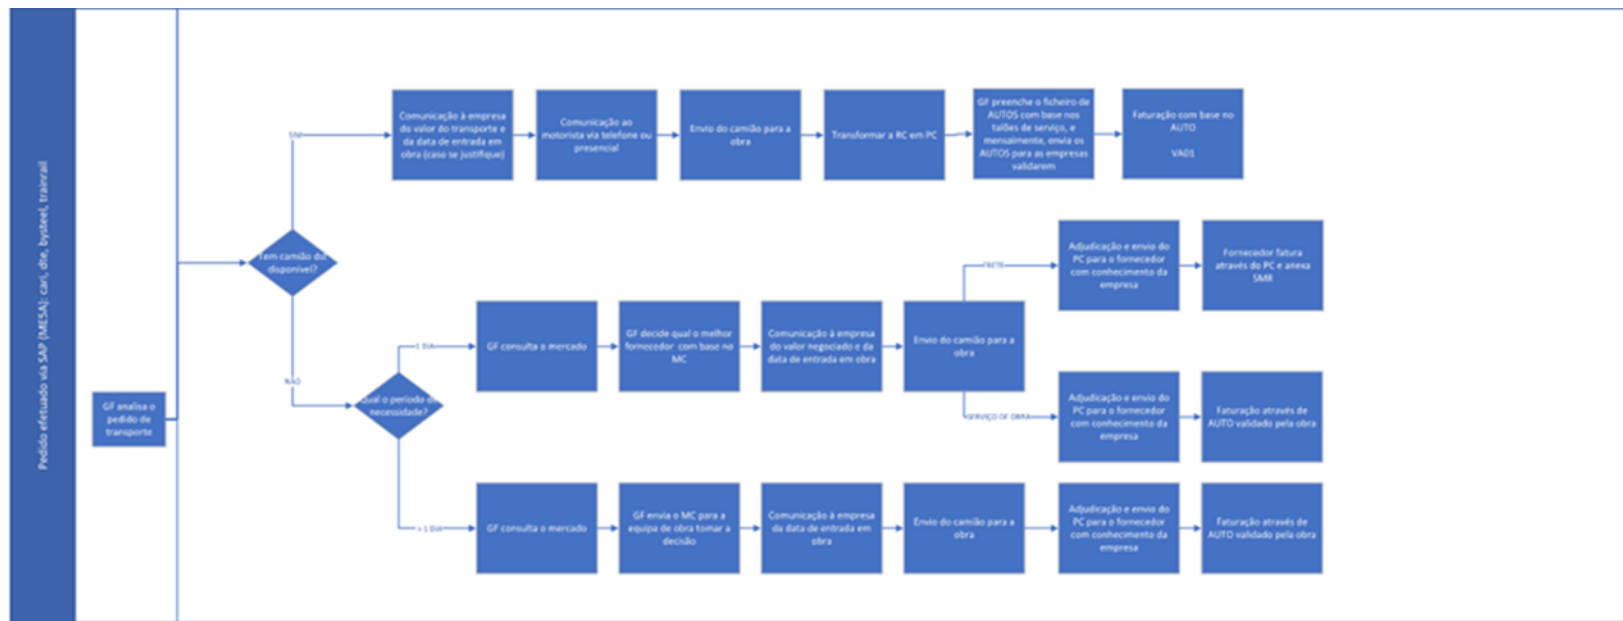 Pedido efetuado via SAP (MESA): cari, dte, bysteel, trainrail
GF analisa o
pedido de
transporte
Tem camião dst
disponível?
SIM
Comunicação à empresa
do valor do transporte e
da data de entrada em
obra (caso se justifique)
Comunicação ao
motorista via telefone ou
presencial
Envio do camião para a
obra
Transformar a RC em PC
GF preenche o ficheiro de
AUTOS com base nos
talões de serviço, e
mensalmente, envia os
AUTOS para as empresas
validarem
Faturação com base no
AUTO
VA01
NÃO
Qual o período de
necessidade?
1 DIA
GF consulta o mercado
GF decide qual o melhor
fornecedor com base no
MC
Comunicação à empresa
do valor negociado e da
data de entrada em obra
Envio do camião para a
obra
FRETE
Adjudicação e envio do
PC para o fornecedor
com conhecimento da
empresa
Fornecedor fatura
através do PC e anexa
SMR
SERVIÇO DE OBRA
Adjudicação e envio do
PC para o fornecedor
com conhecimento da
empresa
Faturação através de
AUTO validado pela obra
> 1 DIA
GF consulta o mercado
GF envia o MC para a
equipa de obra tomar a
decisão
Comunicação à empresa
da data de entrada em
obra
Envio do camião para a
obra
Adjudicação e envio do
PC para o fornecedor
com conhecimento da
empresa
Faturação através de
AUTO validado pela obra